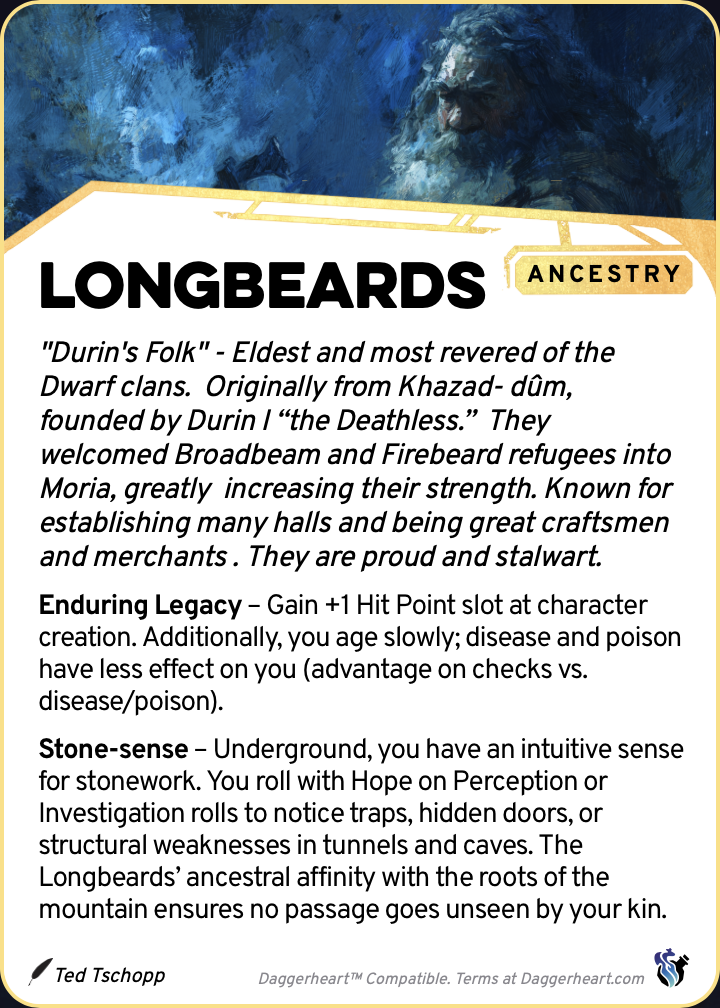 LONGBEARDS
ANCESTRY
"Durin's Folk" - Eldest and most revered of the
Dwarf clans.  Originally from Khazad- dûm,
founded by Durin I “the Deathless.”  They
welcomed Broadbeam and Firebeard refugees into
Moria, greatly  increasing their strength. Known for
establishing many halls and being great craftsmen
and merchants . They are proud and stalwart.
Enduring Legacy – Gain +1 Hit Point slot at character
creation. Additionally, you age slowly; disease and poison
have less effect on you (advantage on checks vs.
disease/poison).
Stone-sense – Underground, you have an intuitive sense
for stonework. You roll with Hope on Perception or
Investigation rolls to notice traps, hidden doors, or
structural weaknesses in tunnels and caves. The
Longbeards’ ancestral affinity with the roots of the
mountain ensures no passage goes unseen by your kin.
Ted Tschopp
Daggerheart™ Compatible. Terms at Daggerheart.com